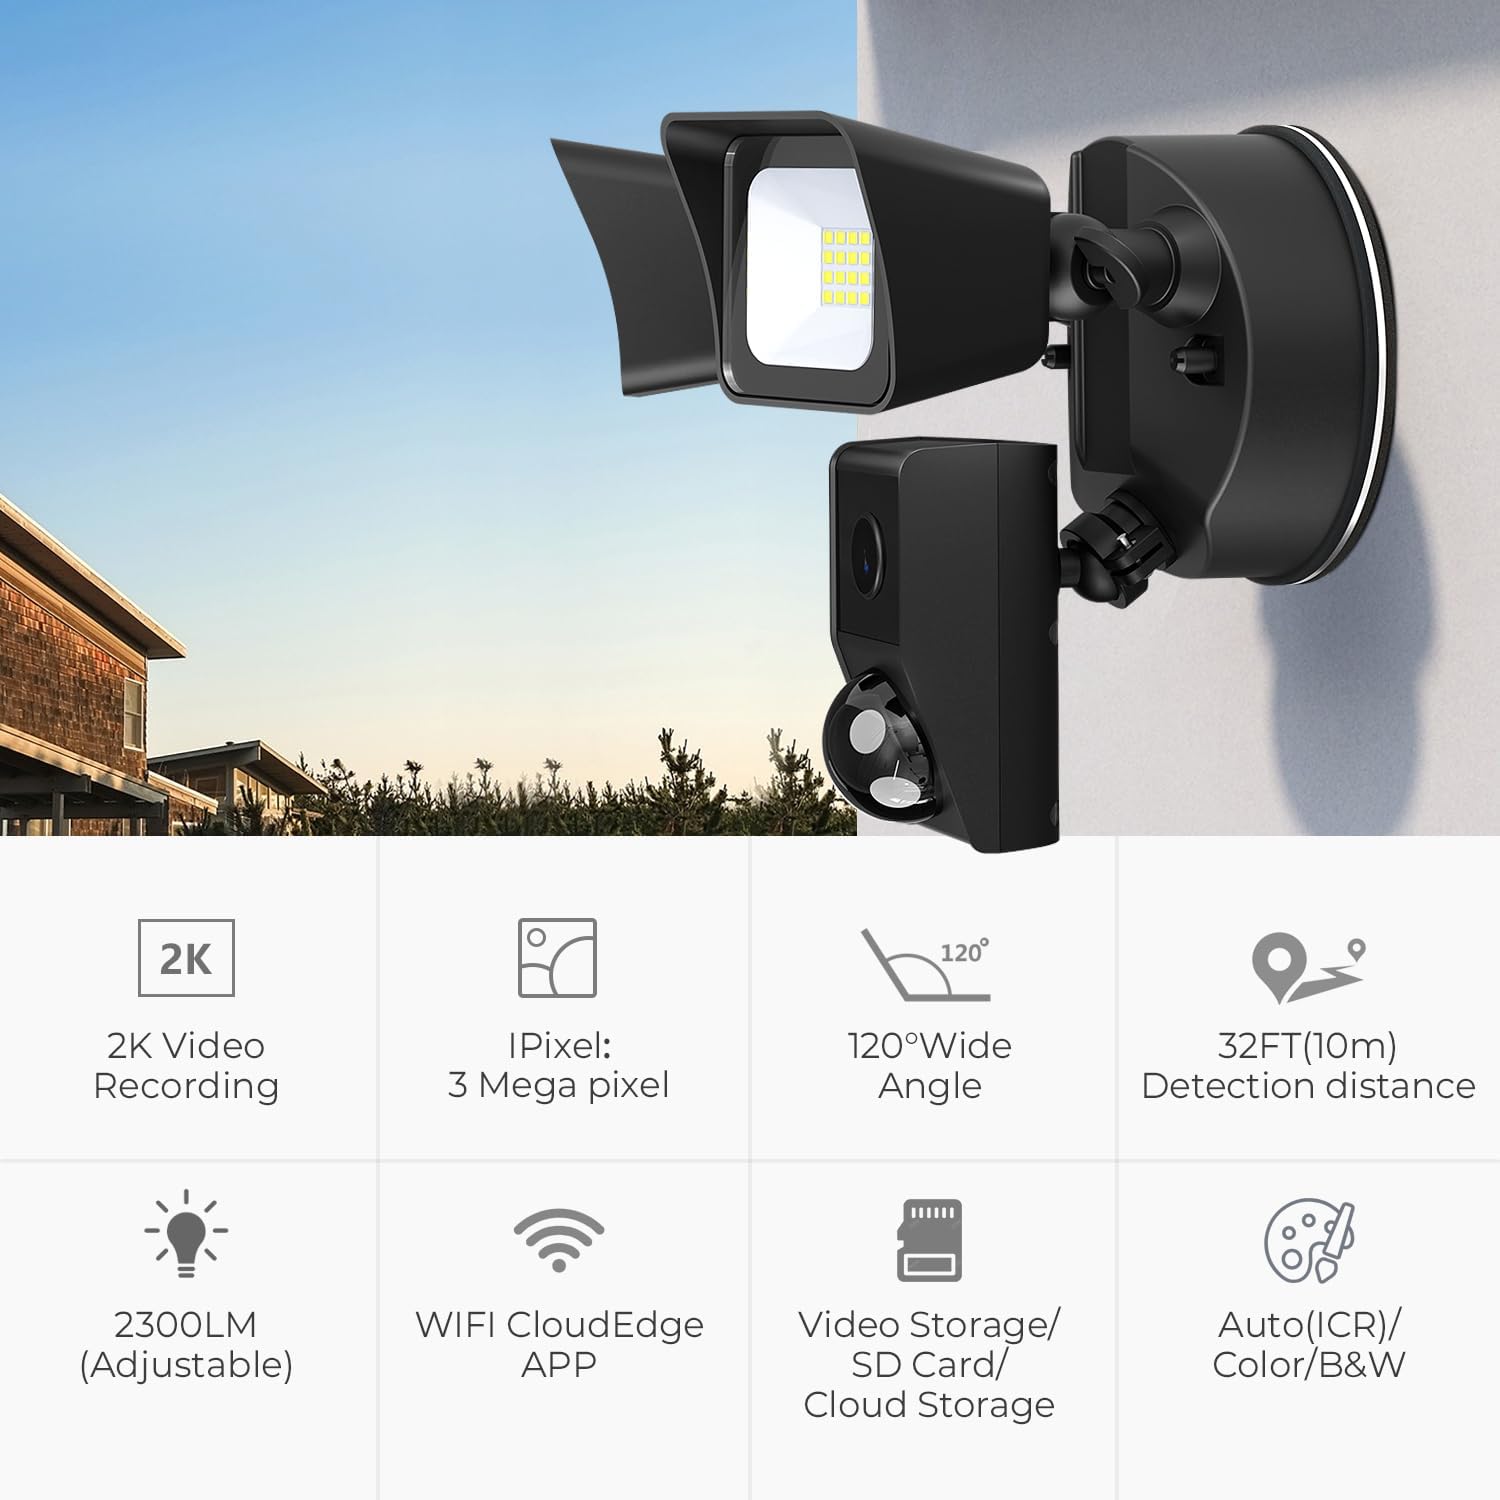 2K
2K Video
Recording
IPixel:
3 Mega pixel
120°
120°Wide
Angle
32FT(10m)
Detection distance
2300LM
(Adjustable)
WIFI CloudEdge
APP
Video Storage/
SD Card/
Cloud Storage
Auto(ICR)/
Color/B&W